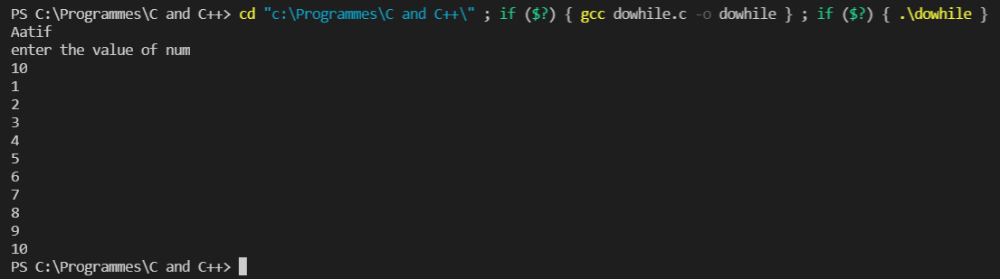 PS C:\Programmes\C and C++> cd "c:\Programmes\C and C++\" ; if ($?) { gcc dowhile.c -o dowhile } ; if ($?) { .\dowhile }
Aatif
enter the value of num
10
1
2
3
4
5
6
7
8
9
10
PS C:\Programmes\C and C++>